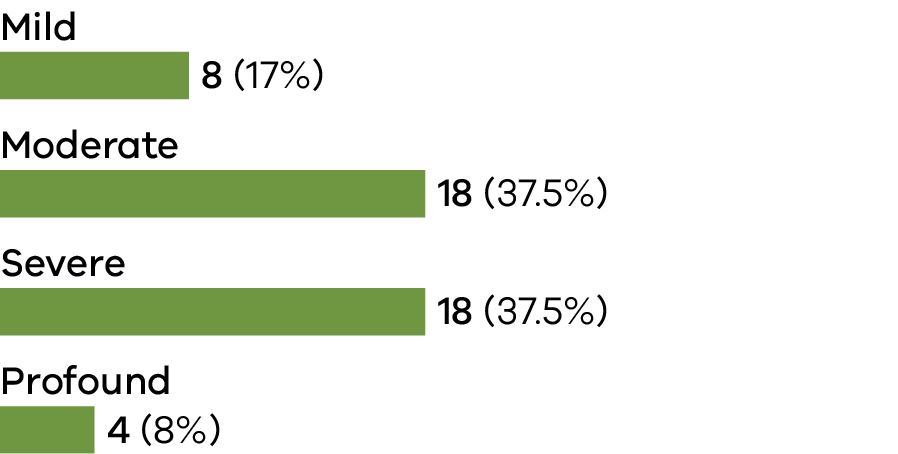 Mild
8 (17%)
Moderate
18 (37.5%)
Severe
18 (37.5%)
Profound
4 (8%)